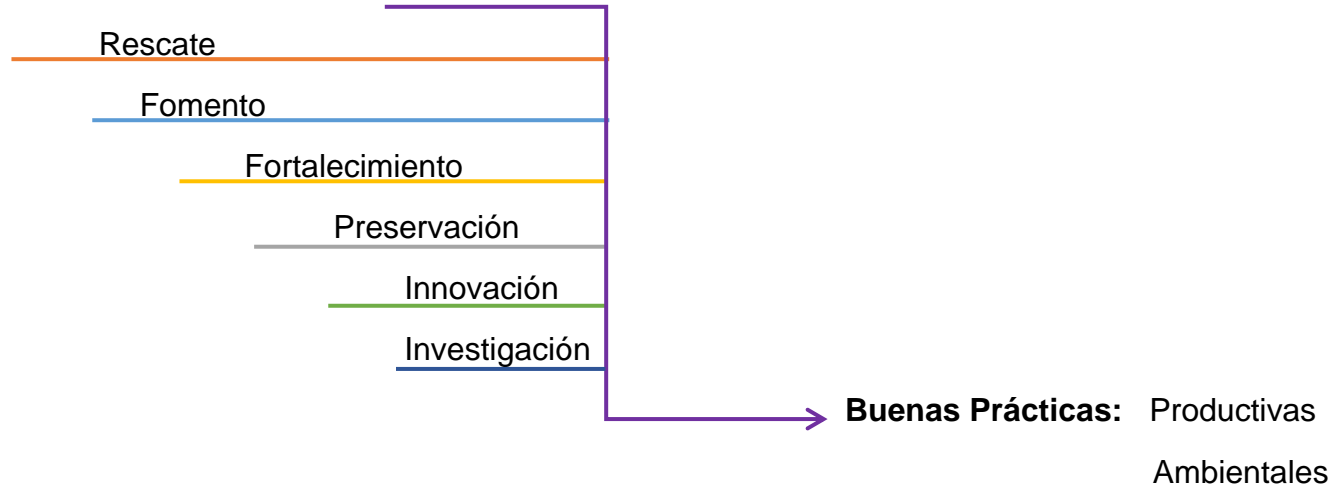 Rescate
Fomento
Fortalecimiento
Preservación
Innovación
Investigación
Buenas Prácticas: Productivas
Ambientales